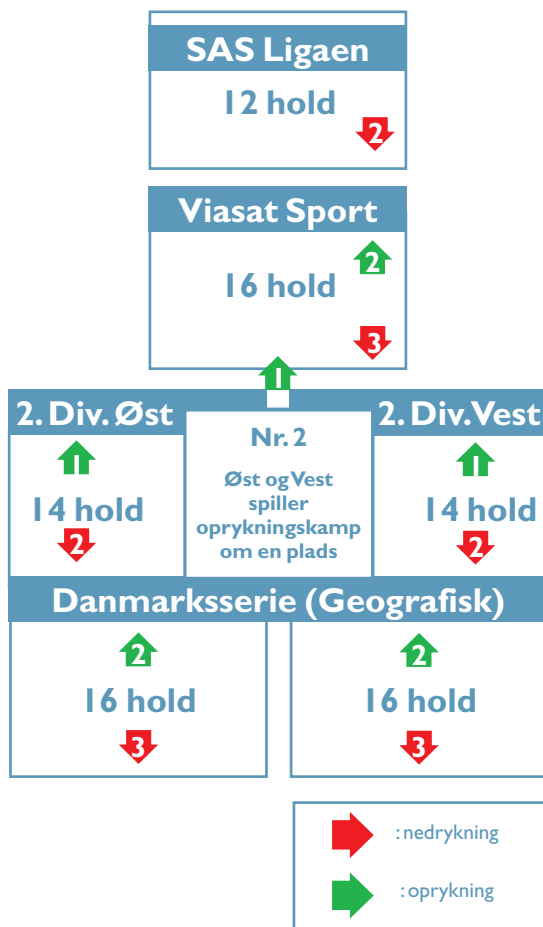 SAS Ligaen
12 hold
2
Viasat Sport
2
16 hold
3
1
2. Div. Øst
1
14 hold
2
Nr. 2
Øst og Vest
spiller
oprykningskamp
om en plads
2. Div. Vest
1
14 hold
2
Danmarksserie (Geografisk)
2
16 hold
3
2
16 hold
3
: nedrykning
: oprykning